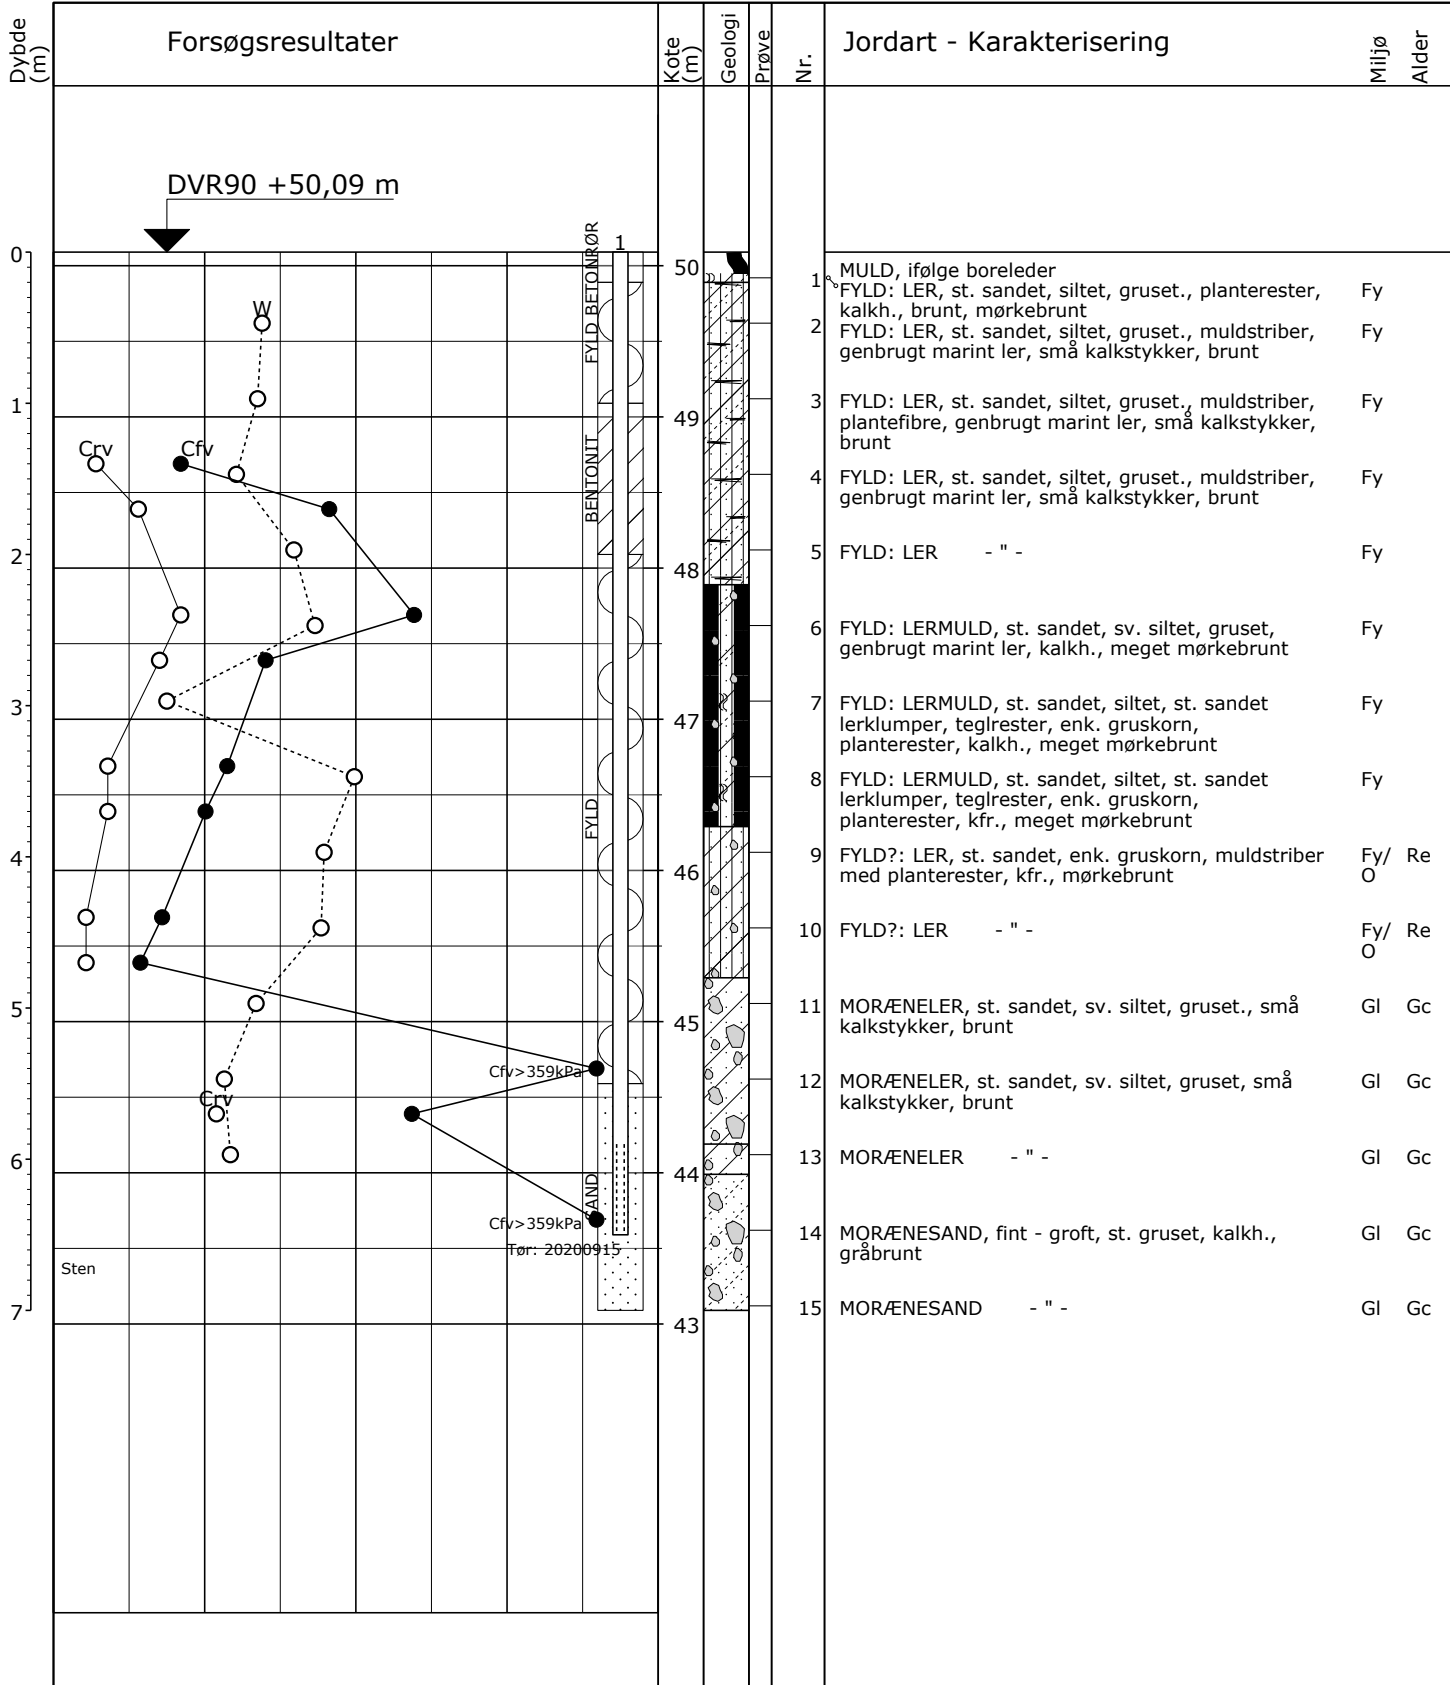 Dybde
(m)
Forsøgsresultater
Kote
(m)
Geologi
Prøve
Nr.
Jordart - Karakterisering
Miljø
Alder
DVR90 +50,09 m
0
1
2
3
4
5
6
7
W
Crv
Cfv
Crv
Cfv>359kPa
Cfv>359kPa
Tør: 20200915
Sten
1
FYLD BETONRØR
BENTONIT
FYLD
SAND
50
49
48
47
46
45
44
43
MULD, ifølge boreleder
1 FYLD: LER, st. sandet, siltet, gruset., planterester, Fy
kalkh., brunt, mørkebrunt
2 FYLD: LER, st. sandet, siltet, gruset., muldstriber, Fy
genbrugt marint ler, små kalkstykker, brunt
3 FYLD: LER, st. sandet, siltet, gruset., muldstriber, Fy
plantefibre, genbrugt marint ler, små kalkstykker,
brunt
4 FYLD: LER, st. sandet, siltet, gruset., muldstriber, Fy
genbrugt marint ler, små kalkstykker, brunt
5 FYLD: LER - " - Fy
6 FYLD: LERMULD, st. sandet, sv. siltet, gruset, Fy
genbrugt marint ler, kalkh., meget mørkebrunt
7 FYLD: LERMULD, st. sandet, siltet, st. sandet Fy
lerklumper, teglrester, enk. gruskorn,
planterester, kalkh., meget mørkebrunt
8 FYLD: LERMULD, st. sandet, siltet, st. sandet Fy
lerklumper, teglrester, enk. gruskorn,
planterester, kfr., meget mørkebrunt
9 FYLD?: LER, st. sandet, enk. gruskorn, muldstriber Fy/ Re
med planterester, kfr., mørkebrunt O
10 FYLD?: LER - " - Fy/ Re
O
11 MORÆNELER, st. sandet, sv. siltet, gruset., små Gl Gc
kalkstykker, brunt
12 MORÆNELER, st. sandet, sv. siltet, gruset, små Gl Gc
kalkstykker, brunt
13 MORÆNELER - " - Gl Gc
14 MORÆNESAND, fint - groft, st. gruset, kalkh., Gl Gc
gråbrunt
15 MORÆNESAND - " - Gl Gc